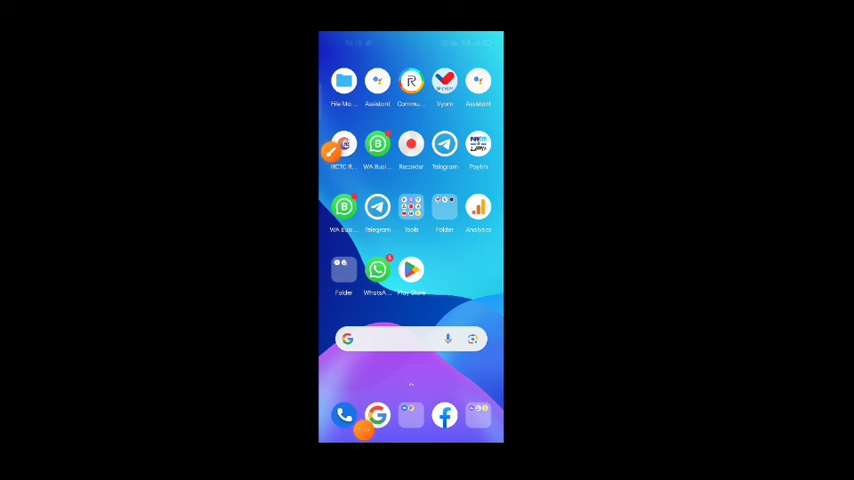 File Ma... Assistant Commu... Vyom Assistant
IRCTC R... WA Busi... Recorder Telegram Paytm
WA Busi... Telegram Tools Folder Analytics
Folder WhatsA... Play Store